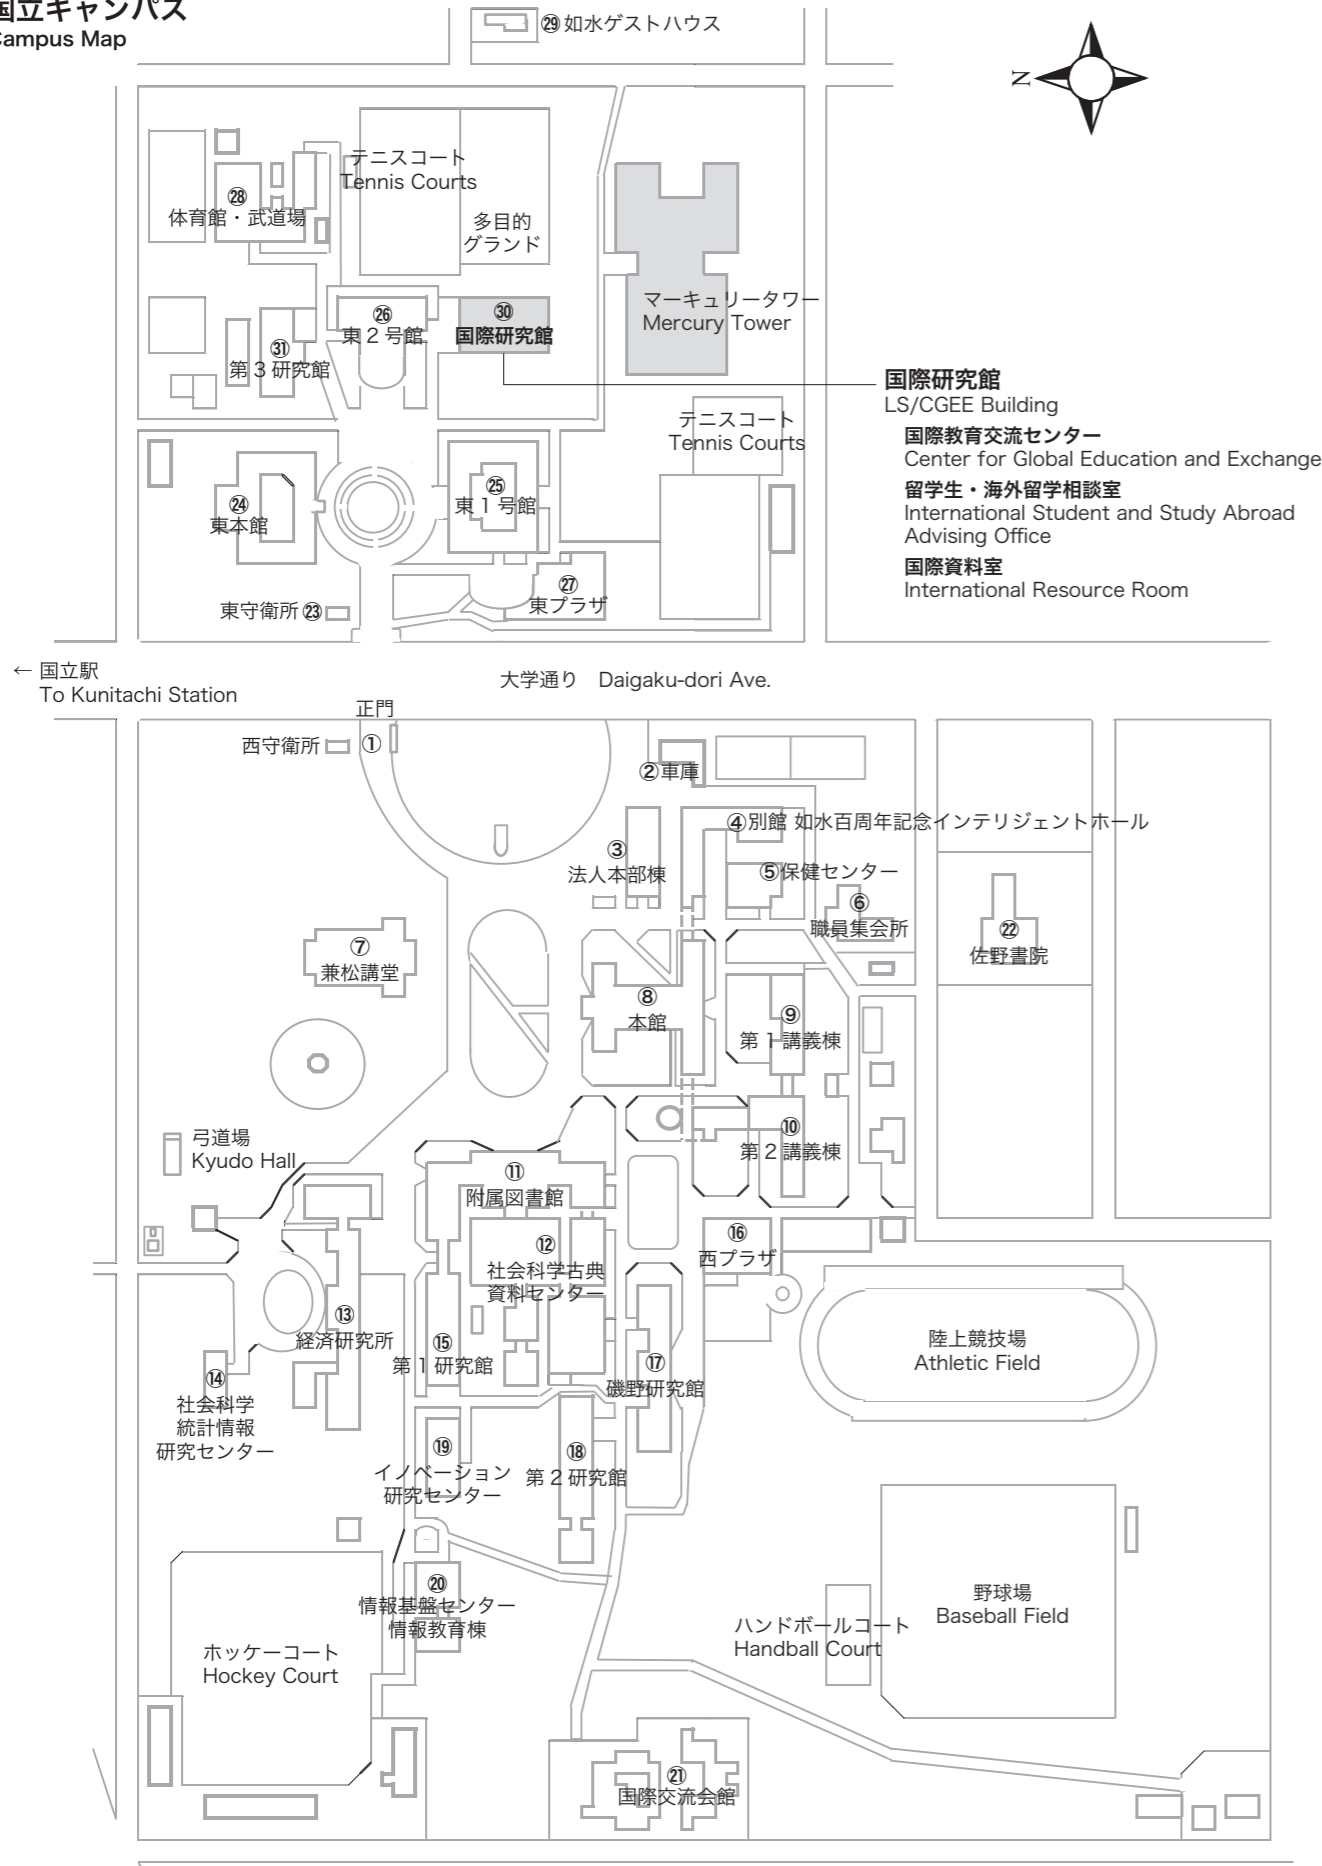 国立キャンパス
Campus Map
㉙如水ゲストハウス
N
テニスコート
Tennis Courts
㉘
体育館・武道場
多目的
グランド
マーキュリータワー
Mercury Tower
㉚
国際研究館
㉖
東2号館
㉛
第3研究館
国際研究館
LS/CGEE Building
国際教育交流センター
Center for Global Education and Exchange
留学生・海外留学相談室
International Student and Study Abroad
Advising Office
国際資料室
International Resource Room
テニスコート
Tennis Courts
㉔
東本館
㉕
東1号館
㉗
東プラザ
東守衛所㉓
← 国立駅
To Kunitachi Station
大学通り Daigaku-dori Ave.
正門
西守衛所
①
②車庫
③
法人本部棟
④別館 如水百周年記念インテリジェントホール
⑤保健センター
⑥
職員集会所
㉒
佐野書院
⑦
兼松講堂
⑧
本館
⑨
第1講義棟
⑩
第2講義棟
弓道場
Kyudo Hall
⑪
附属図書館
⑫
社会科学古典
資料センター
⑯
西プラザ
⑬
経済研究所
⑭
社会科学
統計情報
研究センター
⑮
第1研究館
⑰
磯野研究館
陸上競技場
Athletic Field
⑲
イノベーション
研究センター
⑱
第2研究館
⑳
情報基盤センター
情報教育棟
ホッケーコート
Hockey Court
ハンドボールコート
Handball Court
野球場
Baseball Field
㉑
国際交流会館